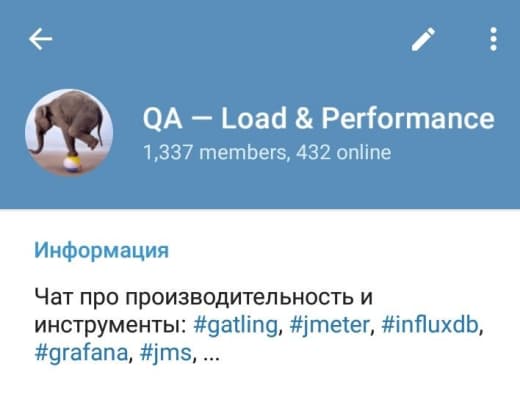 QA — Load & Performance
1,337 members, 432 online
Информация
Чат про производительность и
инструменты: #gatling, #jmeter, #influxdb,
#grafana, #jms, ...